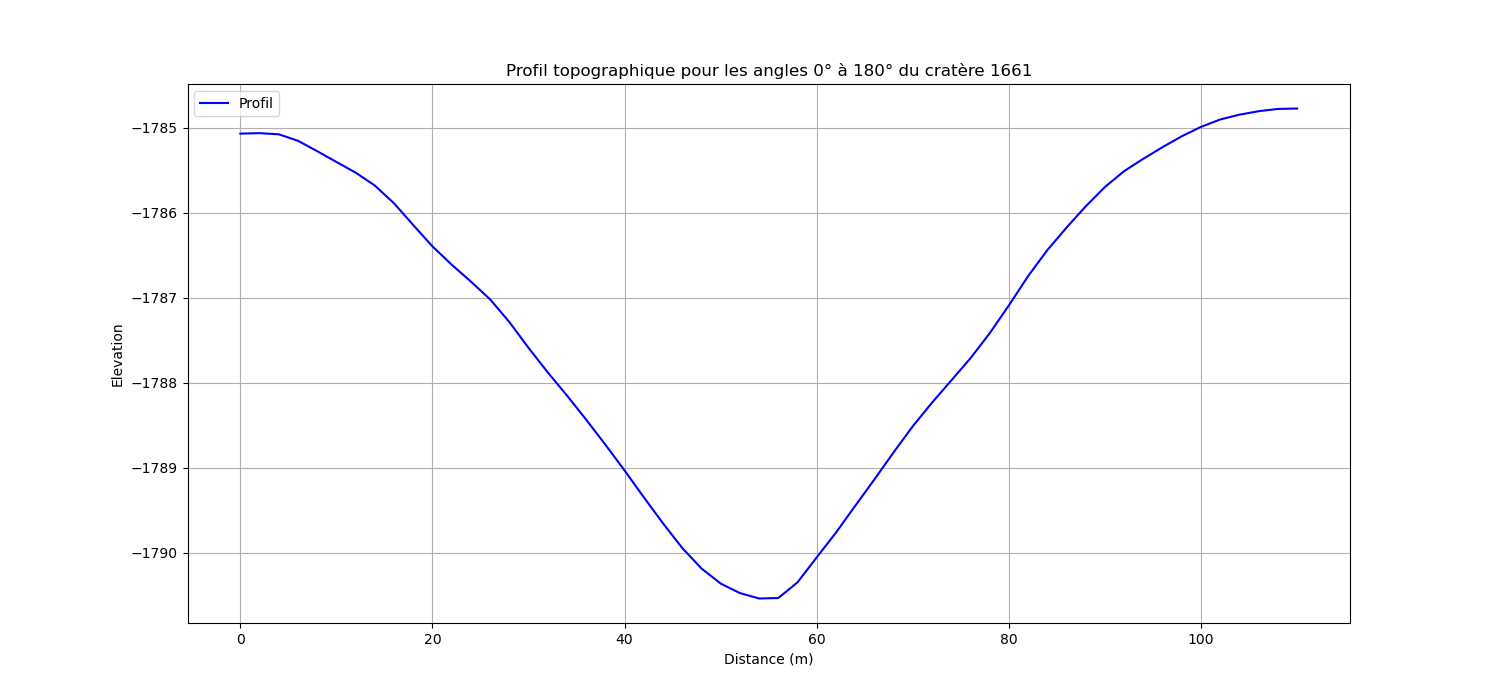 Profil topographique pour les angles 0° à 180° du cratère 1661
Profil
−1785
−1786
−1787
−1788
−1789
−1790
Elevation
0 20 40 60 80 100
Distance (m)